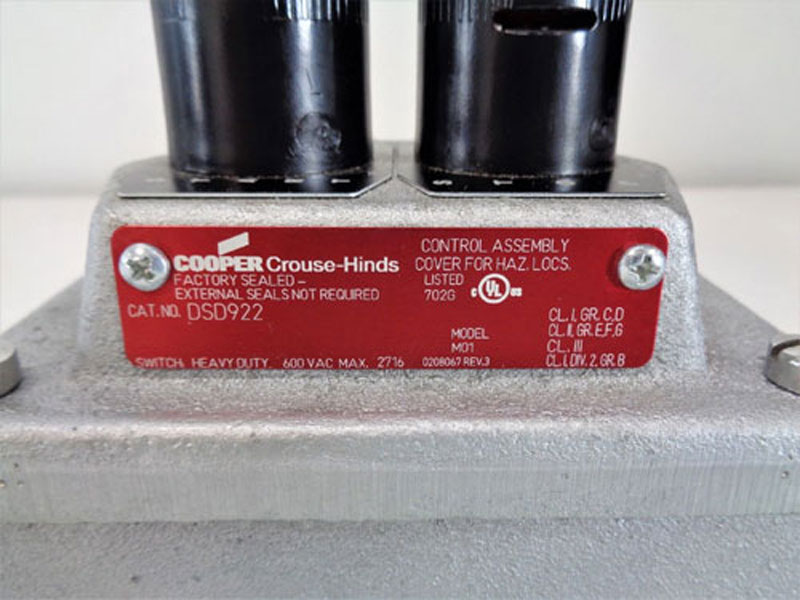 COOPER Crouse-Hinds
FACTORY SEALED –
EXTERNAL SEALS NOT REQUIRED
CAT. NO. DSD922
CONTROL ASSEMBLY
COVER FOR HAZ. LOCS.
LISTED
702G
C UL US
MODEL
M01
0208067 REV.3
CL. I, GR. C,D
CL. II, GR. E,F,G
CL. III
CL. I, DIV. 2, GR. B
SWITCH: HEAVY DUTY. 600 VAC MAX. 2716